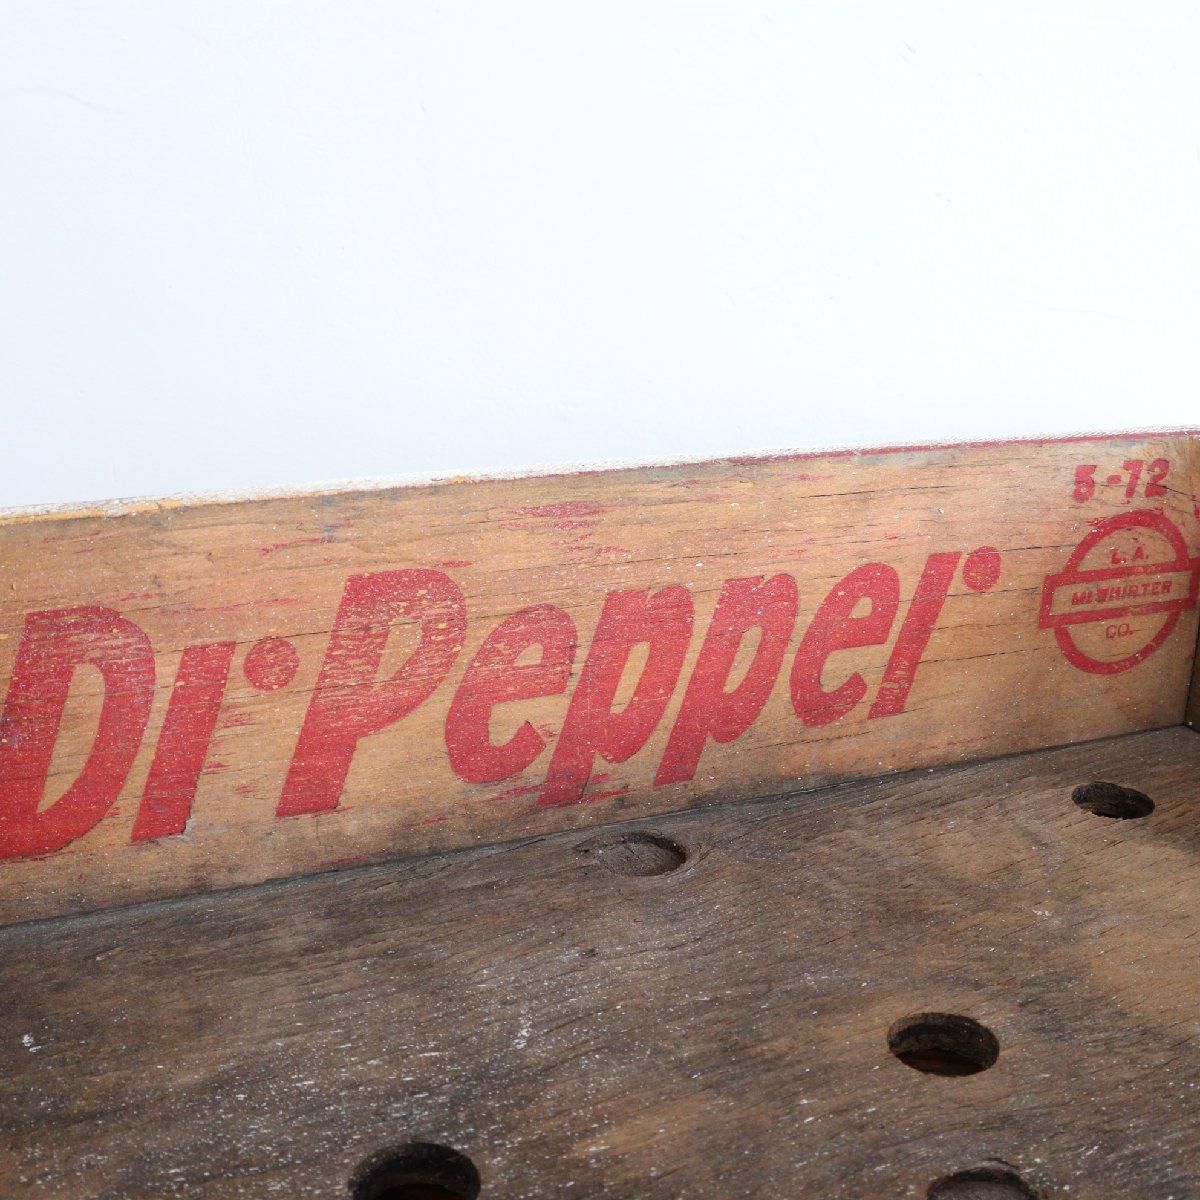 Dr. Pepper
5-72
L.A.
McWHIRTER
CO.